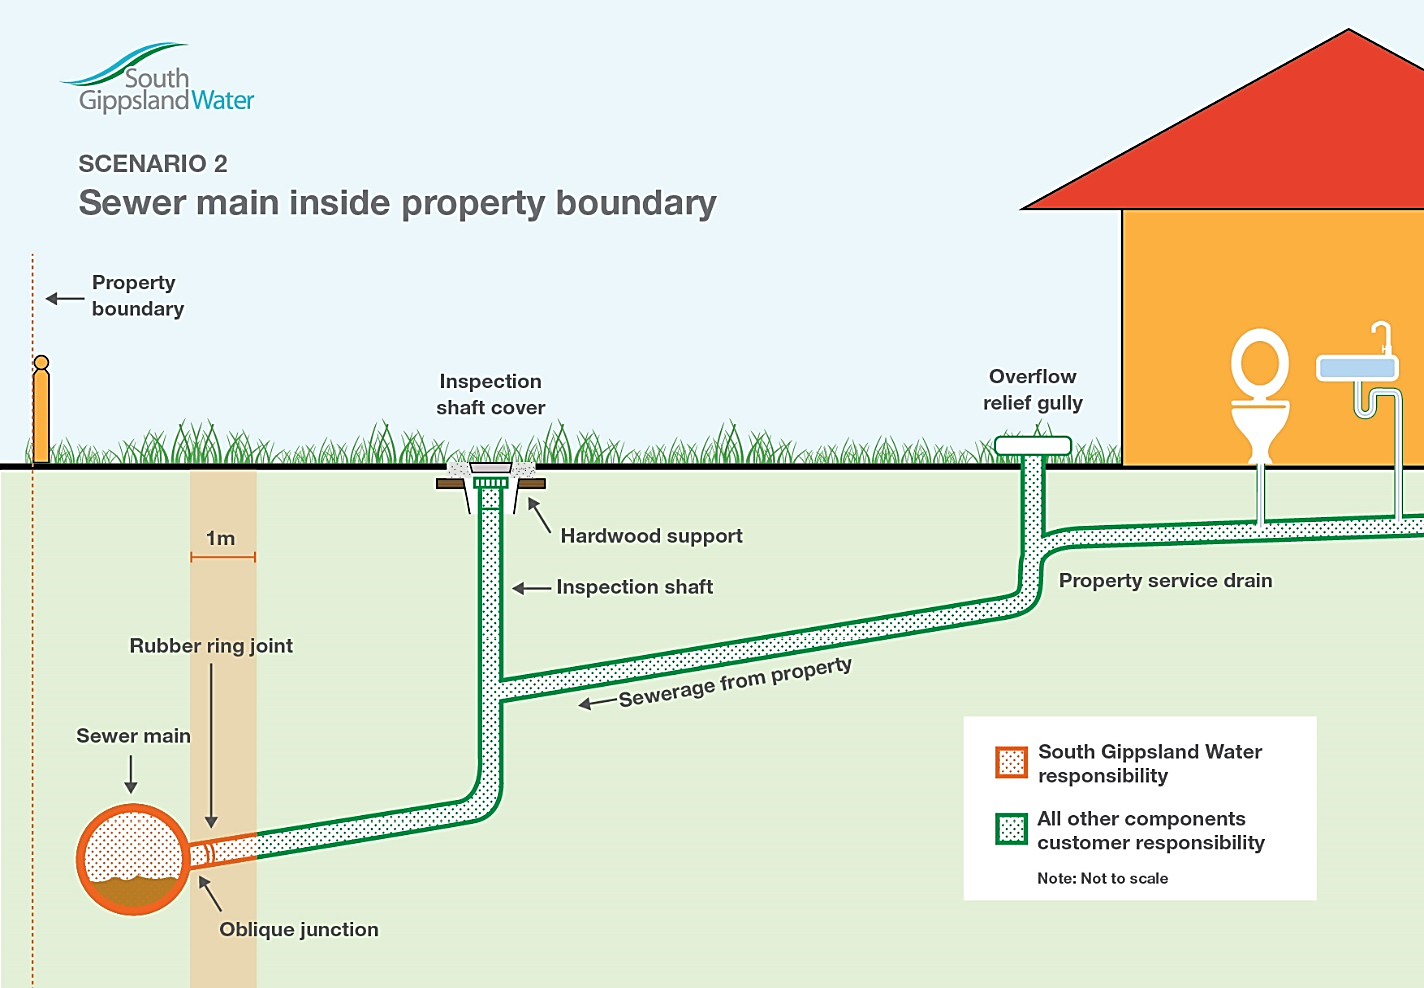 South
GippslandWater
SCENARIO 2
Sewer main inside property boundary
Property
boundary
Inspection
shaft cover
Overflow
relief gully
1m
Hardwood support
Inspection shaft
Property service drain
Rubber ring joint
Sewerage from property
Sewer main
Oblique junction
South Gippsland Water
responsibility
All other components
customer responsibility
Note: Not to scale